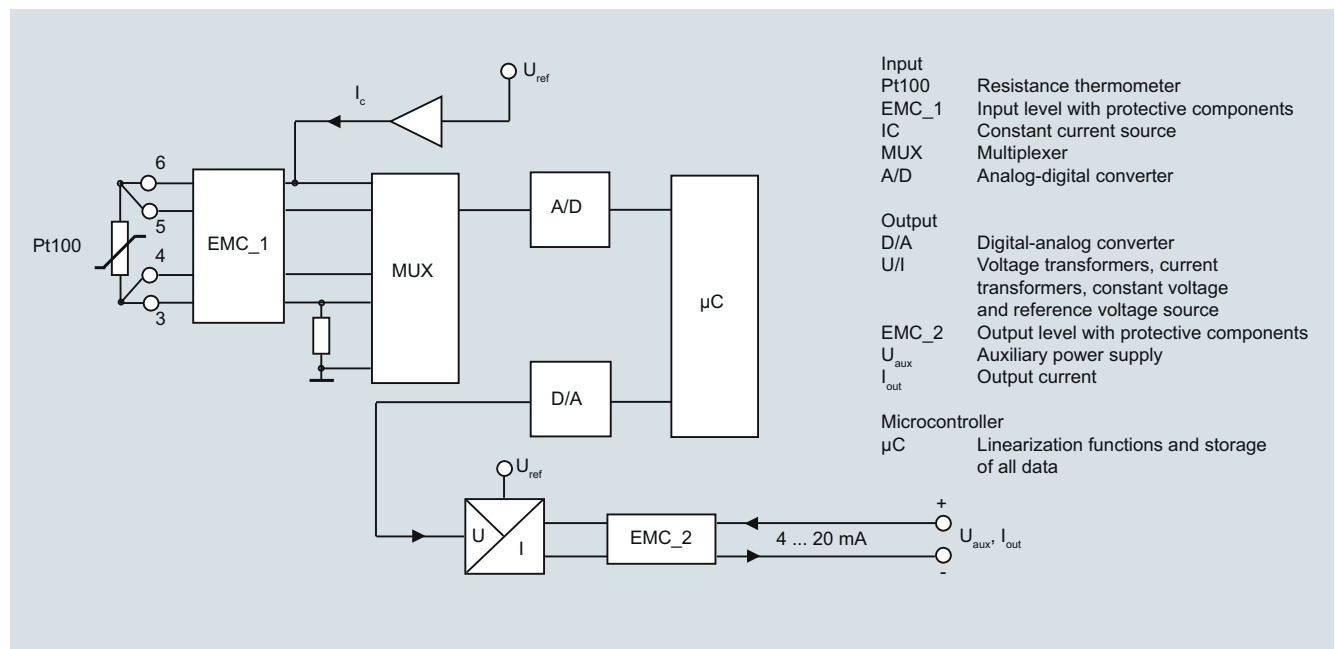 U_ref
I_c
6
5
4
3
Pt100
EMC_1
MUX
A/D
µC
D/A
U_ref
U
I
EMC_2
4 ... 20 mA
+
-
U_aux, I_out
Input
Pt100 Resistance thermometer
EMC_1 Input level with protective components
IC Constant current source
MUX Multiplexer
A/D Analog-digital converter
Output
D/A Digital-analog converter
U/I Voltage transformers, current
transformers, constant voltage
and reference voltage source
EMC_2 Output level with protective components
U_aux Auxiliary power supply
I_out Output current
Microcontroller
µC Linearization functions and storage
of all data